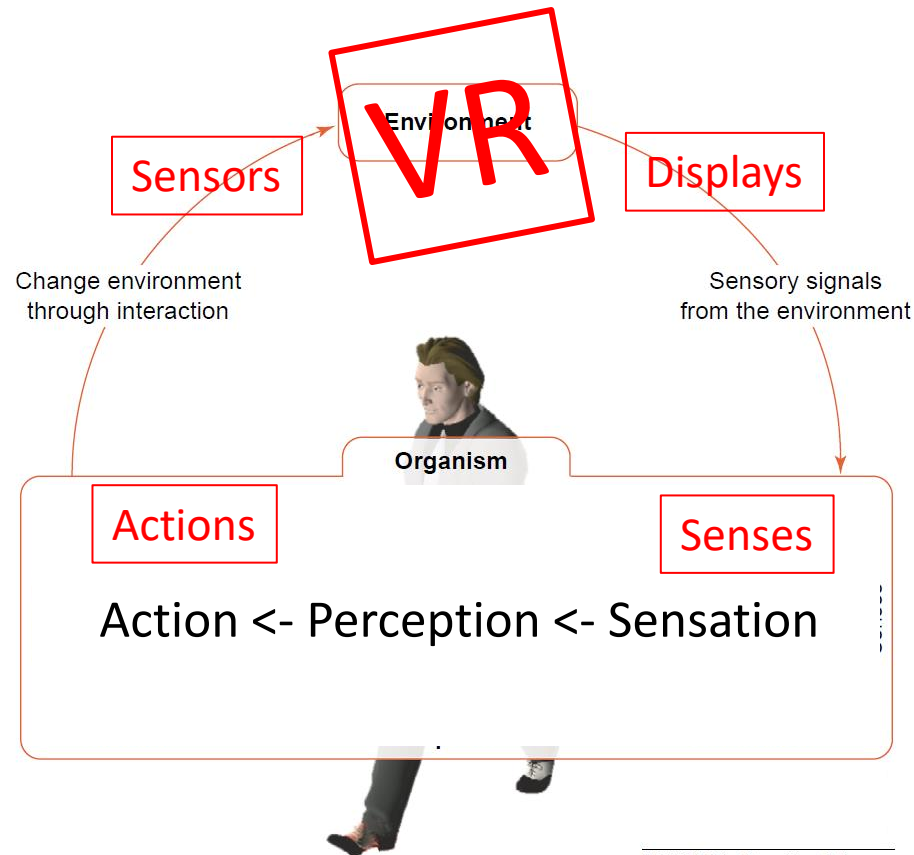 VR
Environment
Sensors
Displays
Change environment
through interaction
Sensory signals
from the environment
Organism
Actions
Senses
Action <- Perception <- Sensation